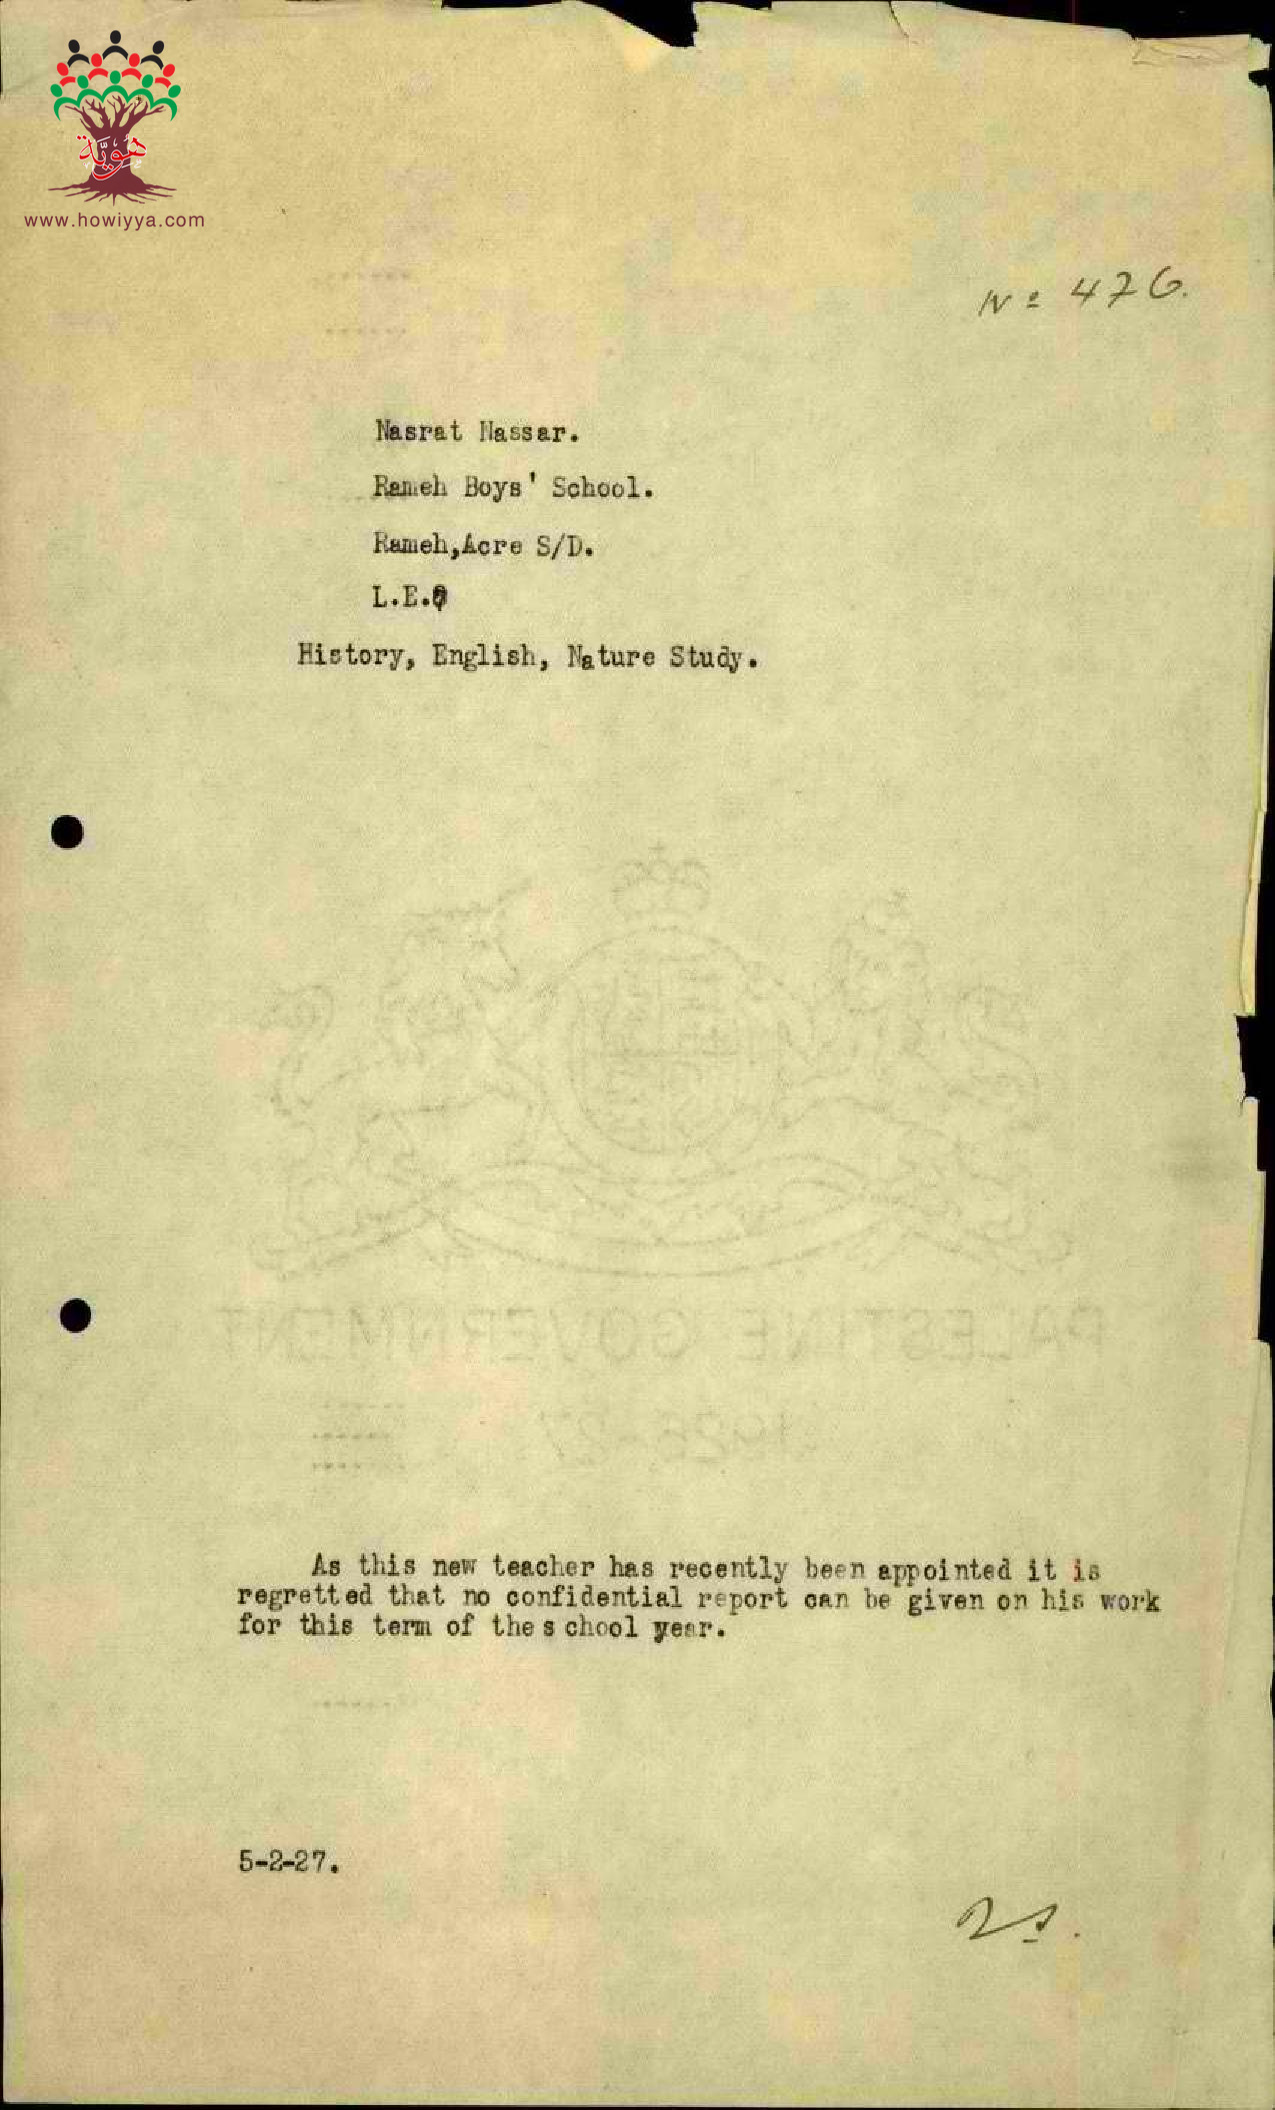 هويّة
www.howiyya.com
Nº 476.
Nasrat Nassar.
Rameh Boys' School.
Rameh,Acre S/D.
L.E.
History, English, Nature Study.
PALESTINE GOVERNMENT
As this new teacher has recently been appointed it is
regretted that no confidential report can be given on his work
for this term of the s chool year.
5-2-27.